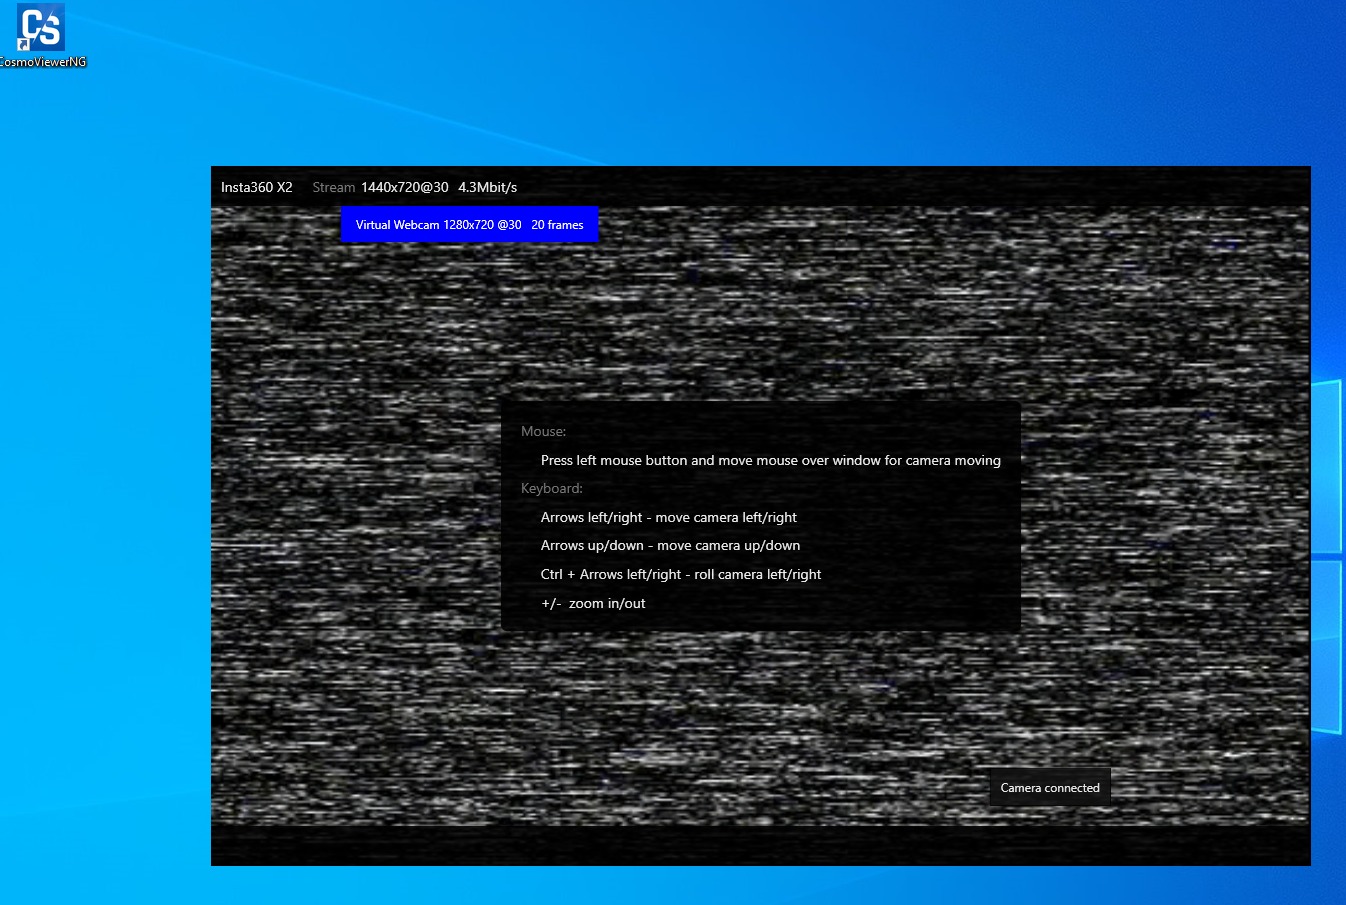 CS
CosmoViewerNG
Insta360 X2 Stream 1440x720@30 4.3Mbit/s
Virtual Webcam 1280x720 @30 20 frames
Mouse:
Press left mouse button and move mouse over window for camera moving
Keyboard:
Arrows left/right - move camera left/right
Arrows up/down - move camera up/down
Ctrl + Arrows left/right - roll camera left/right
+/- zoom in/out
Camera connected